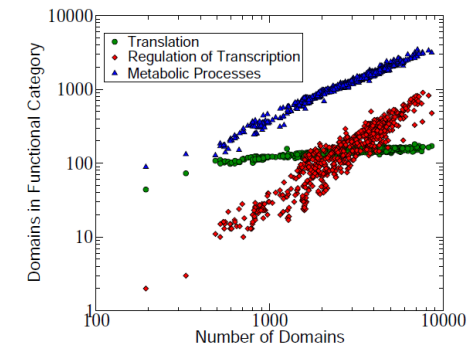 10000
1000
100
10
1
Domains in Functional Category
Translation
Regulation of Transcription
Metabolic Processes
100
1000
10000
Number of Domains